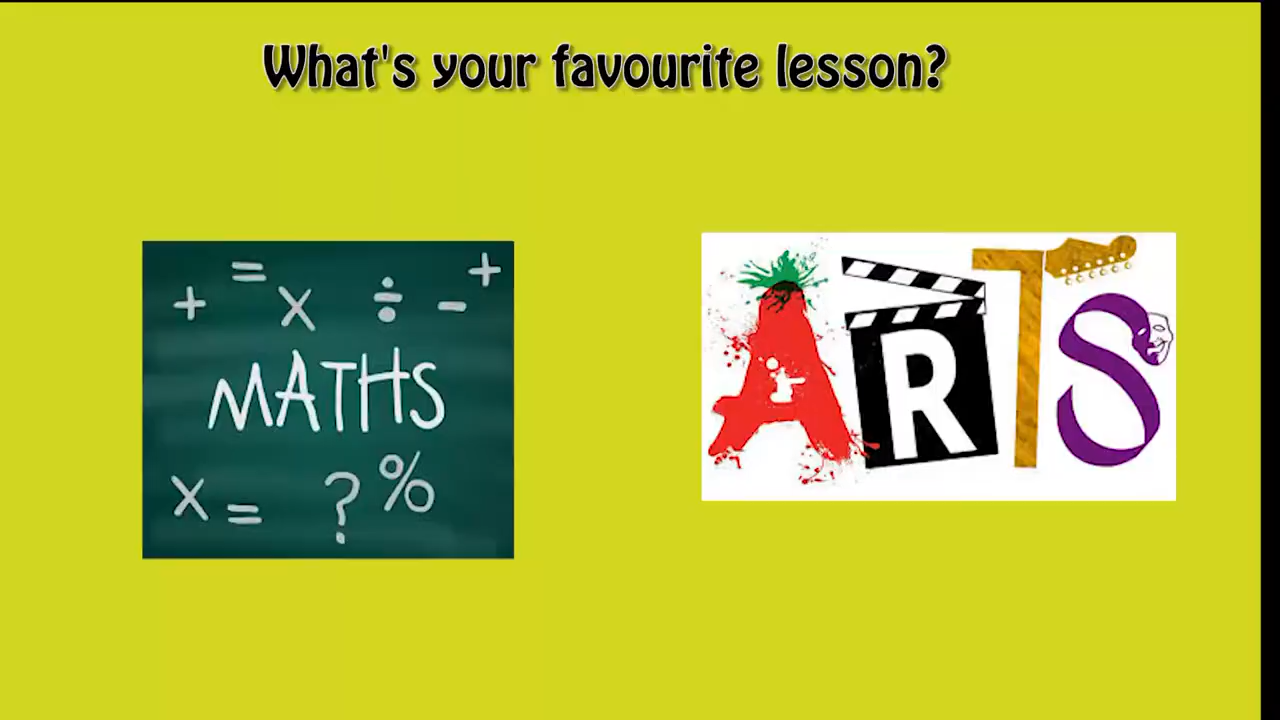 What's your favourite lesson?
+ = x ÷ - +
MATHS
x = ? %
ARTS